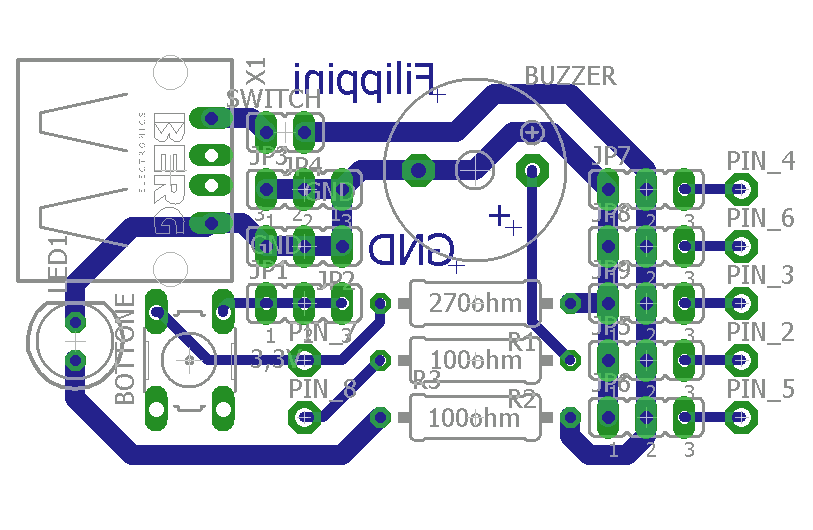 Filippini
BUZZER
X1
SWITCH
BERG
ELECTRONICS
JP3
JP4
GND
3 2 1
1 2 3
JP7
PIN_4
1 2 3
JP8
PIN_6
+
GND
GND
LED1
JP1
JP2
1 2 3
JP9
PIN_3
270ohm
R1
BOTTONE
PIN_7
3,3V
JP5
PIN_2
2 3
100ohm
R3
PIN_8
R2
JP6
PIN_5
2 3
100ohm
1 2 3